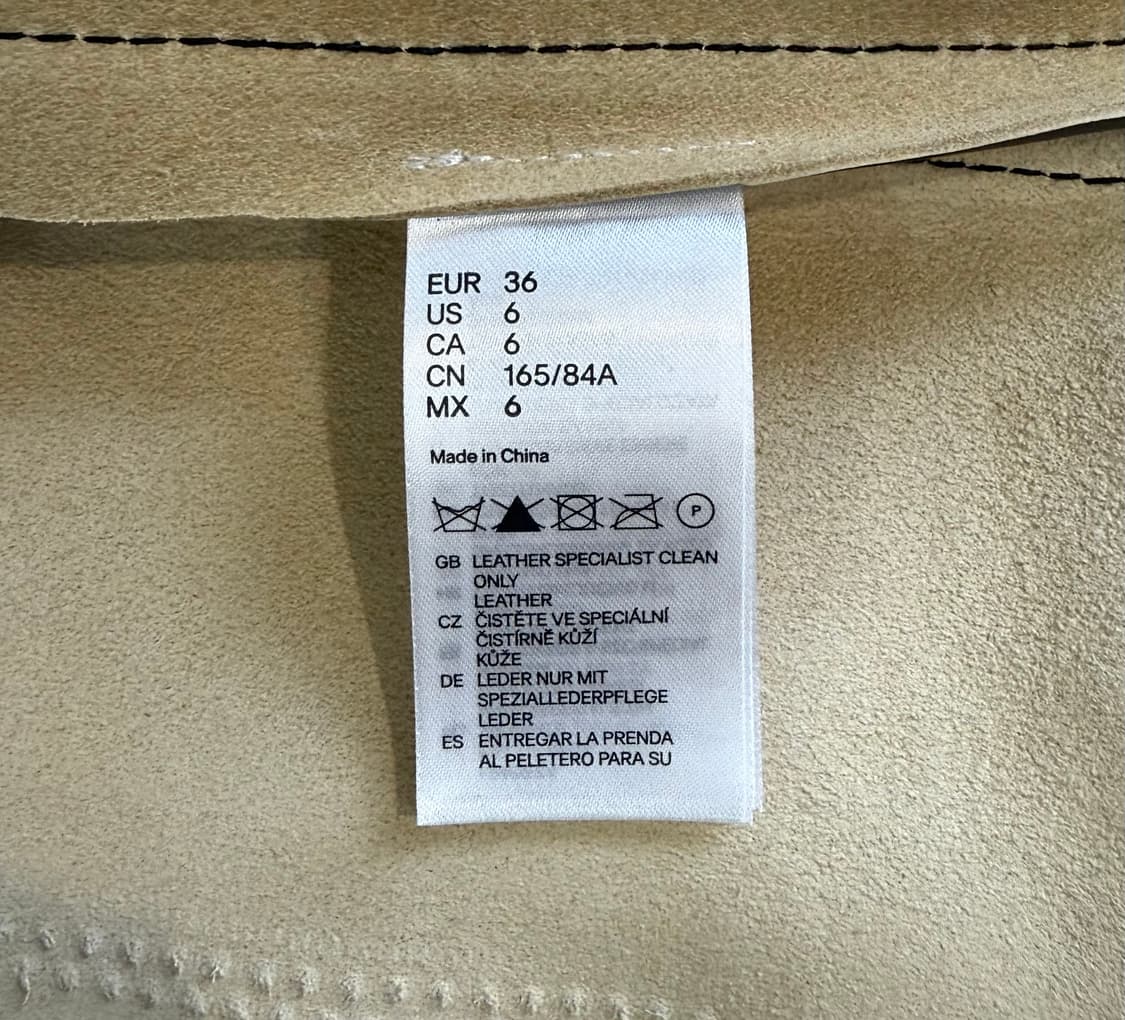 EUR 36
US 6
CA 6
CN 165/84A
MX 6
Made in China
P
GB LEATHER SPECIALIST CLEAN
ONLY
LEATHER
CZ ČISTĚTE VE SPECIÁLNÍ
ČISTÍRNĚ KŮŽÍ
KŮŽE
DE LEDER NUR MIT
SPEZIALLEDERPFLEGE
LEDER
ES ENTREGAR LA PRENDA
AL PELETERO PARA SU